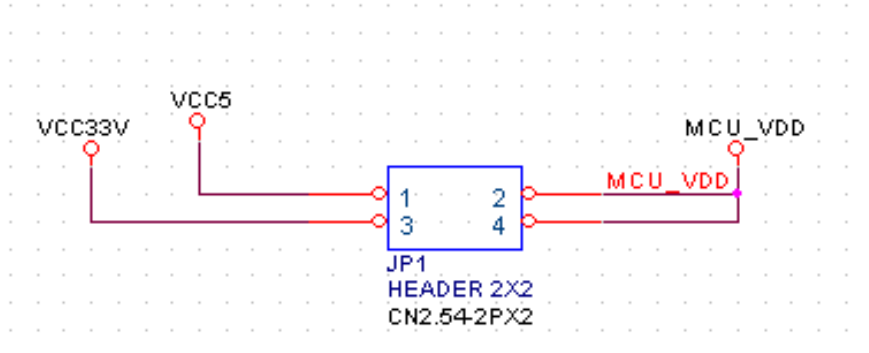 VCC5
VCC33V
MCU_VDD
MCU_VDD
1 2
3 4
JP1
HEADER 2X2
CN2.54-2PX2